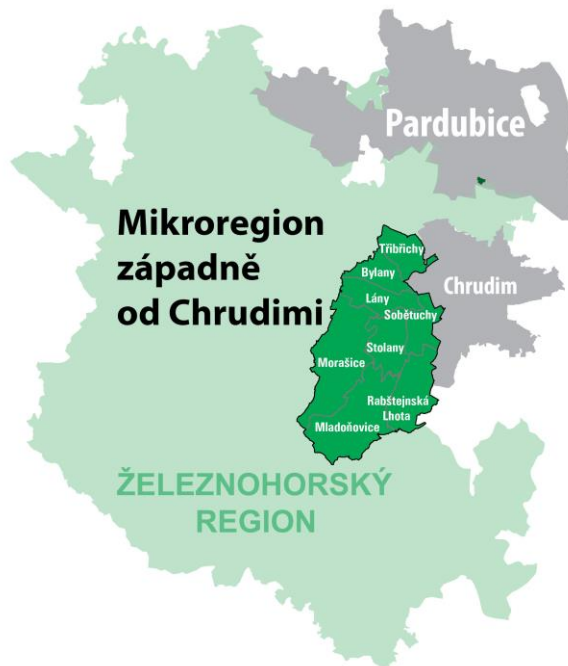 Pardubice
Mikroregion
západně
od Chrudimi
Třibřichy
Bylany
Chrudim
Lány
Sobětuchy
Stolany
Morašice
Rabštejnská
Lhota
Mladoňovice
ŽELEZNOHORSKÝ
REGION